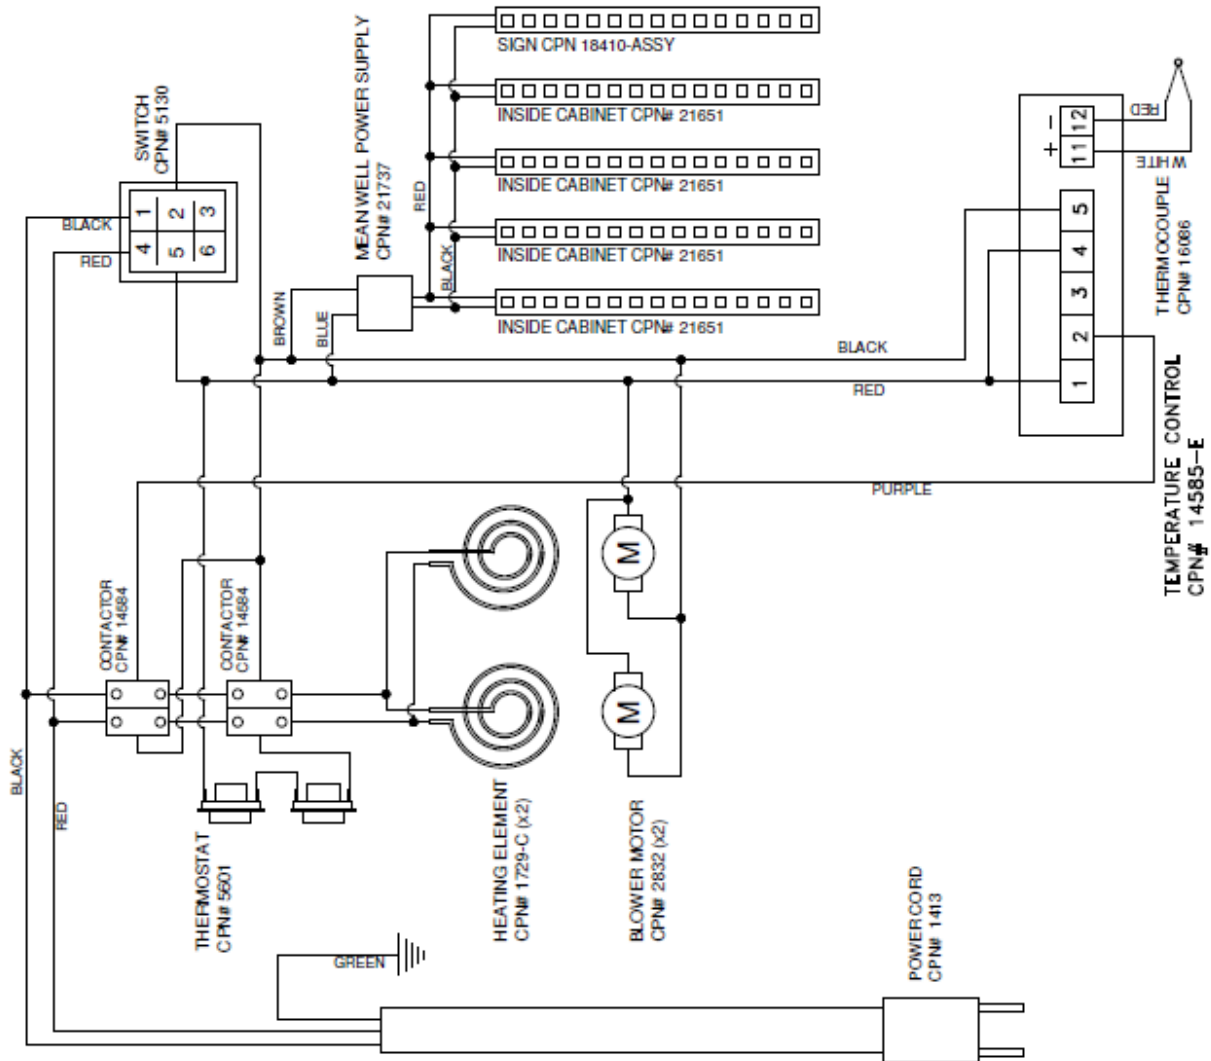 SIGN CPN 18410-ASSY
INSIDE CABINET CPN# 21651
INSIDE CABINET CPN# 21651
INSIDE CABINET CPN# 21651
INSIDE CABINET CPN# 21651
SWITCH
CPN# 5130
1 2 3
4 5 6
BLACK
RED
MEAN WELL POWER SUPPLY
CPN# 21737
RED
BLACK
BROWN
BLUE
BLACK
RED
PURPLE
+ -
11 12
5
4
3
2
1
RED
WHITE
THERMOCOUPLE
CPN# 16086
TEMPERATURE CONTROL
CPN# 14585-E
CONTACTOR
CPN# 14684
CONTACTOR
CPN# 14684
BLACK
RED
THERMOSTAT
CPN# 5601
HEATING ELEMENT
CPN# 1729-C (x2)
M
M
BLOWER MOTOR
CPN# 2832 (x2)
GREEN
POWER CORD
CPN# 1413